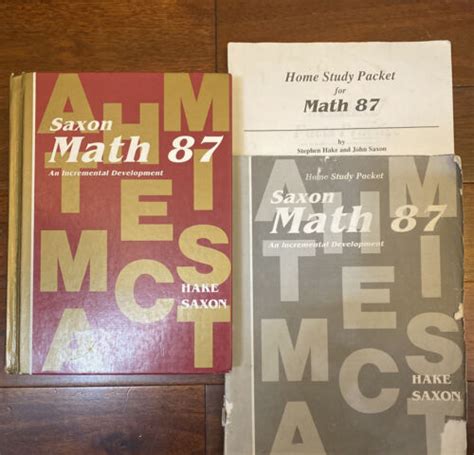 A H M
Saxon
Math 87
An Incremental Development
T E I
M C S
HAKE
SAXON
A T
Home Study Packet
for
Math 87
by
Stephen Hake and John Saxon
Home Study Packet
A H M
Saxon
Math 87
An Incremental Development
T E I
M C S
HAKE
SAXON
A T